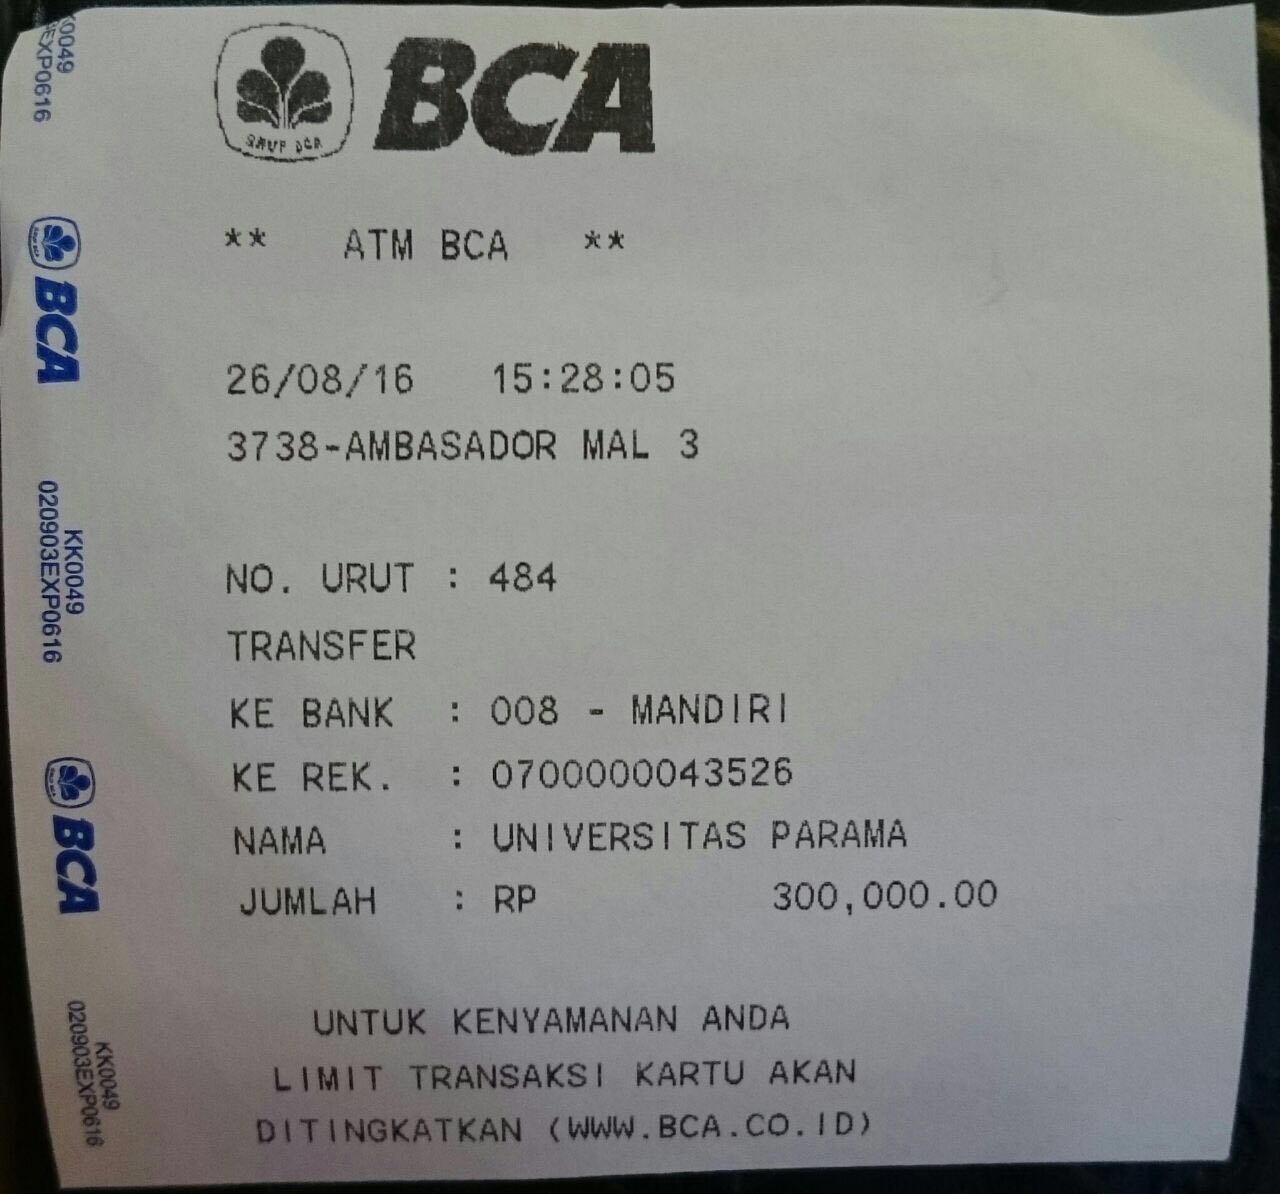 BCA
** ATM BCA **
26/08/16 15:28:05
3738-AMBASADOR MAL 3
NO. URUT : 484
TRANSFER
KE BANK : 008 - MANDIRI
KE REK. : 0700000043526
NAMA : UNIVERSITAS PARAMA
JUMLAH : RP 300,000.00
UNTUK KENYAMANAN ANDA
LIMIT TRANSAKSI KARTU AKAN
DITINGKATKAN (WWW.BCA.CO.ID)
KK0049
EXP0616
BCA
KK0049
020903EXP0616
BCA
KK0049
020903EXP0616